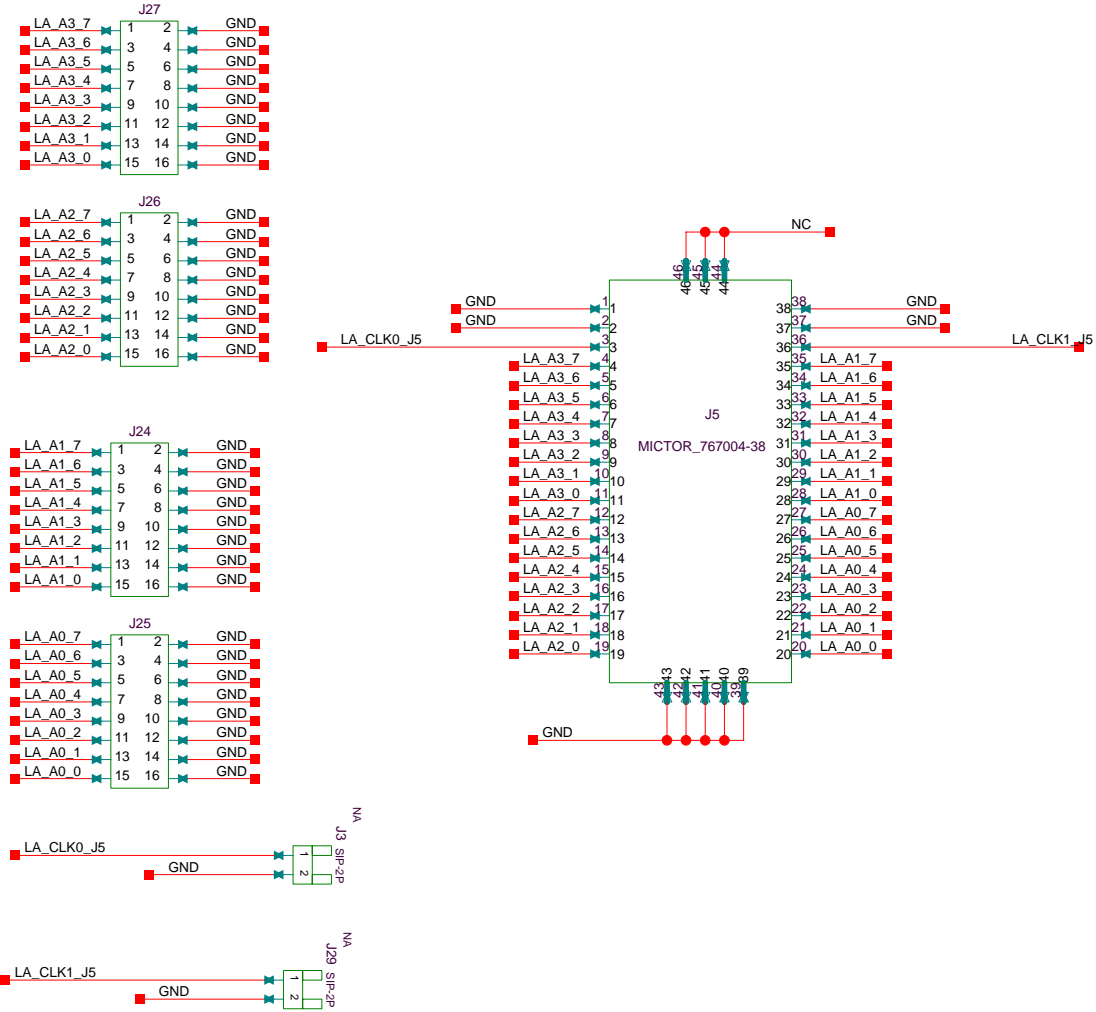 J27
LA_A3_7 1 2 GND
LA_A3_6 3 4 GND
LA_A3_5 5 6 GND
LA_A3_4 7 8 GND
LA_A3_3 9 10 GND
LA_A3_2 11 12 GND
LA_A3_1 13 14 GND
LA_A3_0 15 16 GND
J26
LA_A2_7 1 2 GND
LA_A2_6 3 4 GND
LA_A2_5 5 6 GND
LA_A2_4 7 8 GND
LA_A2_3 9 10 GND
LA_A2_2 11 12 GND
LA_A2_1 13 14 GND
LA_A2_0 15 16 GND
J24
LA_A1_7 1 2 GND
LA_A1_6 3 4 GND
LA_A1_5 5 6 GND
LA_A1_4 7 8 GND
LA_A1_3 9 10 GND
LA_A1_2 11 12 GND
LA_A1_1 13 14 GND
LA_A1_0 15 16 GND
J25
LA_A0_7 1 2 GND
LA_A0_6 3 4 GND
LA_A0_5 5 6 GND
LA_A0_4 7 8 GND
LA_A0_3 9 10 GND
LA_A0_2 11 12 GND
LA_A0_1 13 14 GND
LA_A0_0 15 16 GND
NA
J3
SIP-2P
LA_CLK0_J5 1
GND 2
NA
J29
SIP-2P
LA_CLK1_J5 1
GND 2
NC
46 45 44
46 45 44
GND 1 1 38 38 GND
GND 2 2 37 37 GND
LA_CLK0_J5 3 3 36 36 LA_CLK1_J5
LA_A3_7 4 4 35 35 LA_A1_7
LA_A3_6 5 5 34 34 LA_A1_6
LA_A3_5 6 6 33 33 LA_A1_5
LA_A3_4 7 7 32 32 LA_A1_4
LA_A3_3 8 8 31 31 LA_A1_3
LA_A3_2 9 9 30 30 LA_A1_2
LA_A3_1 10 10 29 29 LA_A1_1
LA_A3_0 11 11 28 28 LA_A1_0
LA_A2_7 12 12 27 27 LA_A0_7
LA_A2_6 13 13 26 26 LA_A0_6
LA_A2_5 14 14 25 25 LA_A0_5
LA_A2_4 15 15 24 24 LA_A0_4
LA_A2_3 16 16 23 23 LA_A0_3
LA_A2_2 17 17 22 22 LA_A0_2
LA_A2_1 18 18 21 21 LA_A0_1
LA_A2_0 19 19 20 20 LA_A0_0
J5
MICTOR_767004-38
43 42 41 40 39
43 42 41 40 39
GND